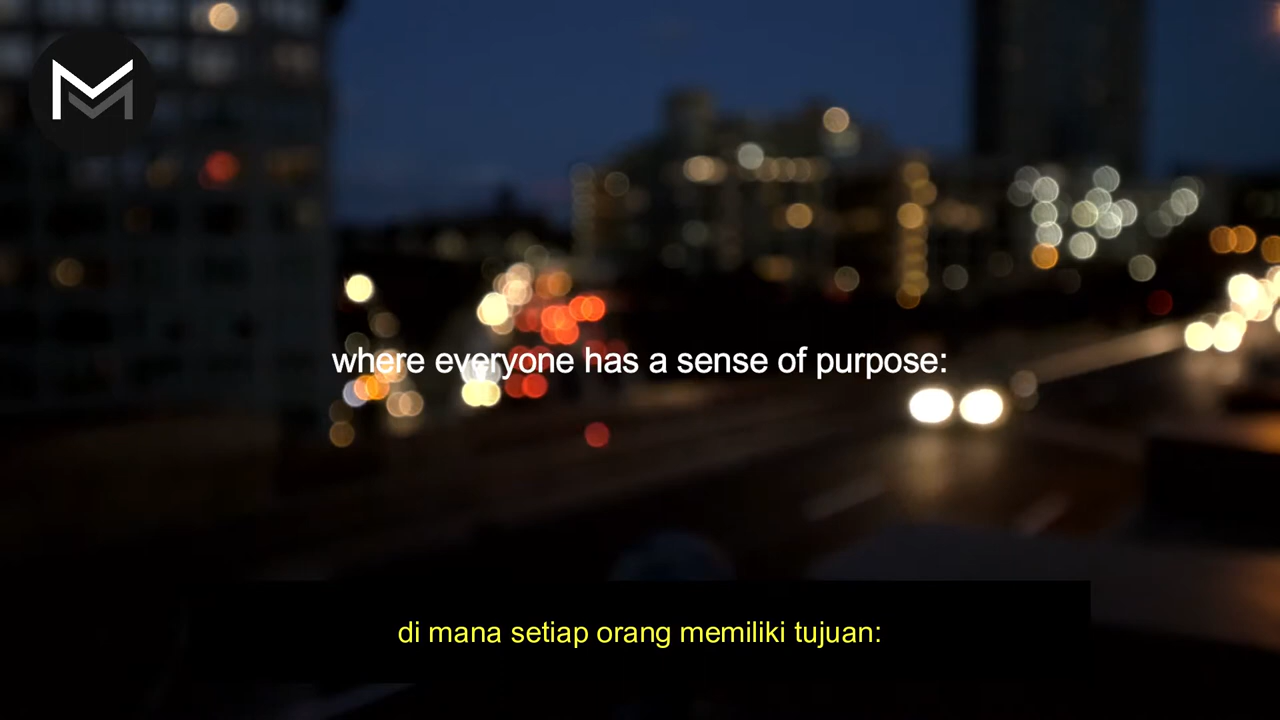 where everyone has a sense of purpose:
di mana setiap orang memiliki tujuan: